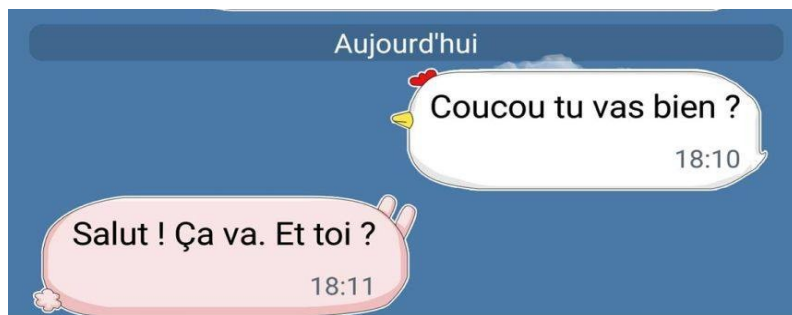 Aujourd'hui
Coucou tu vas bien ?
18:10
Salut ! Ça va. Et toi ?
18:11